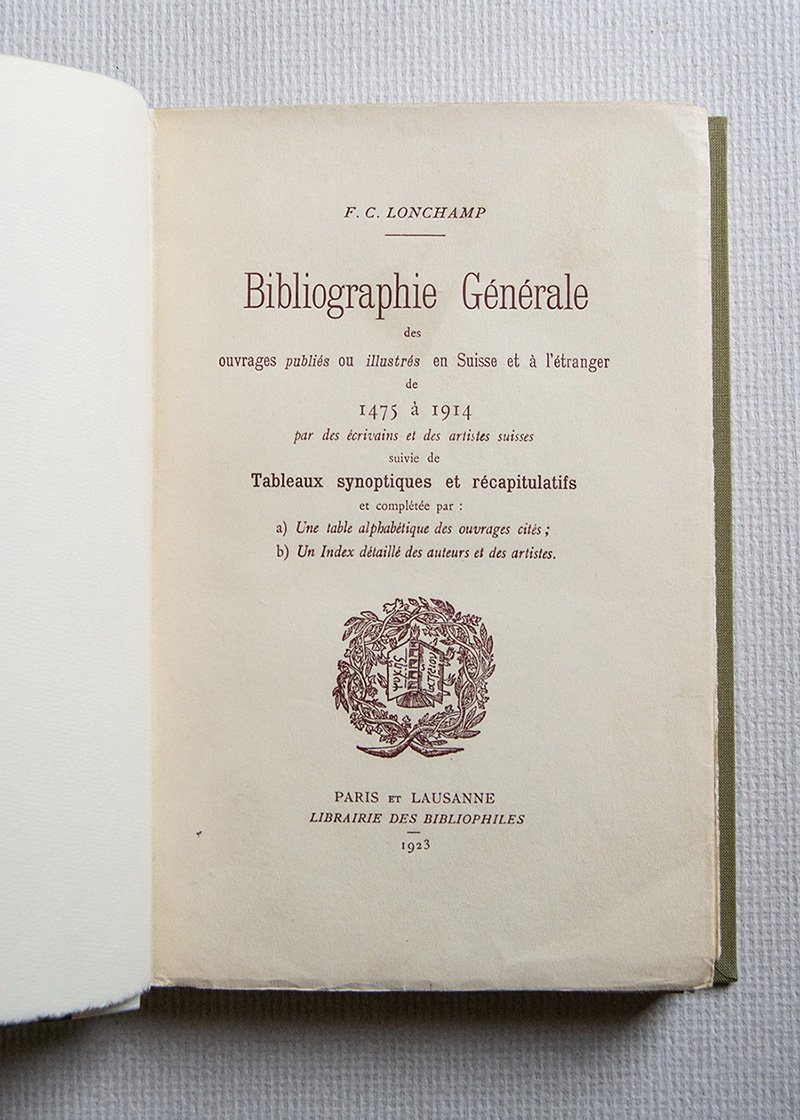 F. C. LONCHAMP
Bibliographie Générale
des
ouvrages publiés ou illustrés en Suisse et à l'étranger
de
1475 à 1914
par des écrivains et des artistes suisses
suivie de
Tableaux synoptiques et récapitulatifs
et complétée par :
a) Une table alphabétique des ouvrages cités ;
b) Un Index détaillé des auteurs et des artistes.
PARIS ET LAUSANNE
LIBRAIRIE DES BIBLIOPHILES
1923